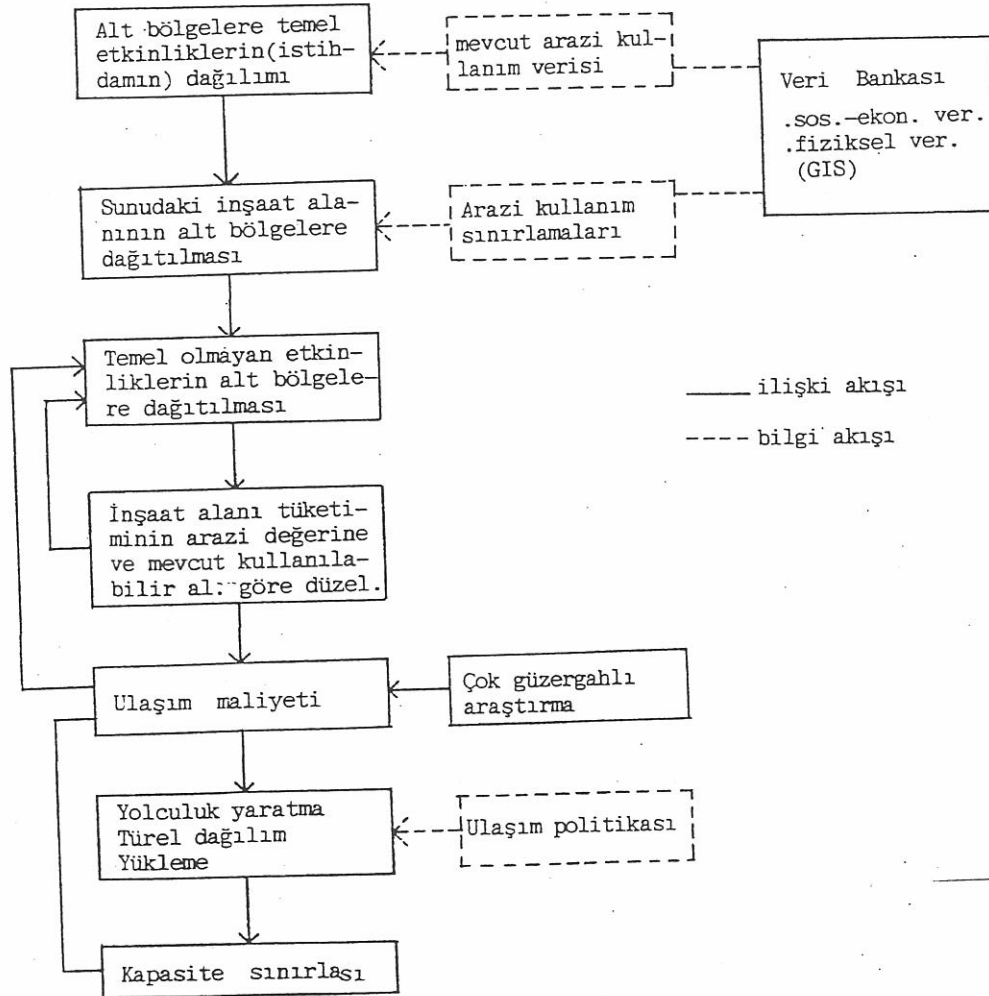 Alt bölgelere temel
etkinliklerin(istih-
damın) dağılımı
mevcut arazi kul-
lanım verisi
Veri Bankası
.sos.-ekon. ver.
.fiziksel ver.
(GIS)
Sunudaki inşaat ala-
nının alt bölgelere
dağıtılması
Arazi kullanım
sınırlamaları
Temel olmayan etkin-
liklerin alt bölgele-
re dağıtılması
ilişki akışı
bilgi akışı
İnşaat alanı tüketi-
minin arazi değerine
ve mevcut kullanıla-
bilir al. göre düzel.
Ulaşım maliyeti
Çok güzergahlı
araştırma
Yolculuk yaratma
Türel dağılım
Yükleme
Ulaşım politikası
Kapasite sınırlası